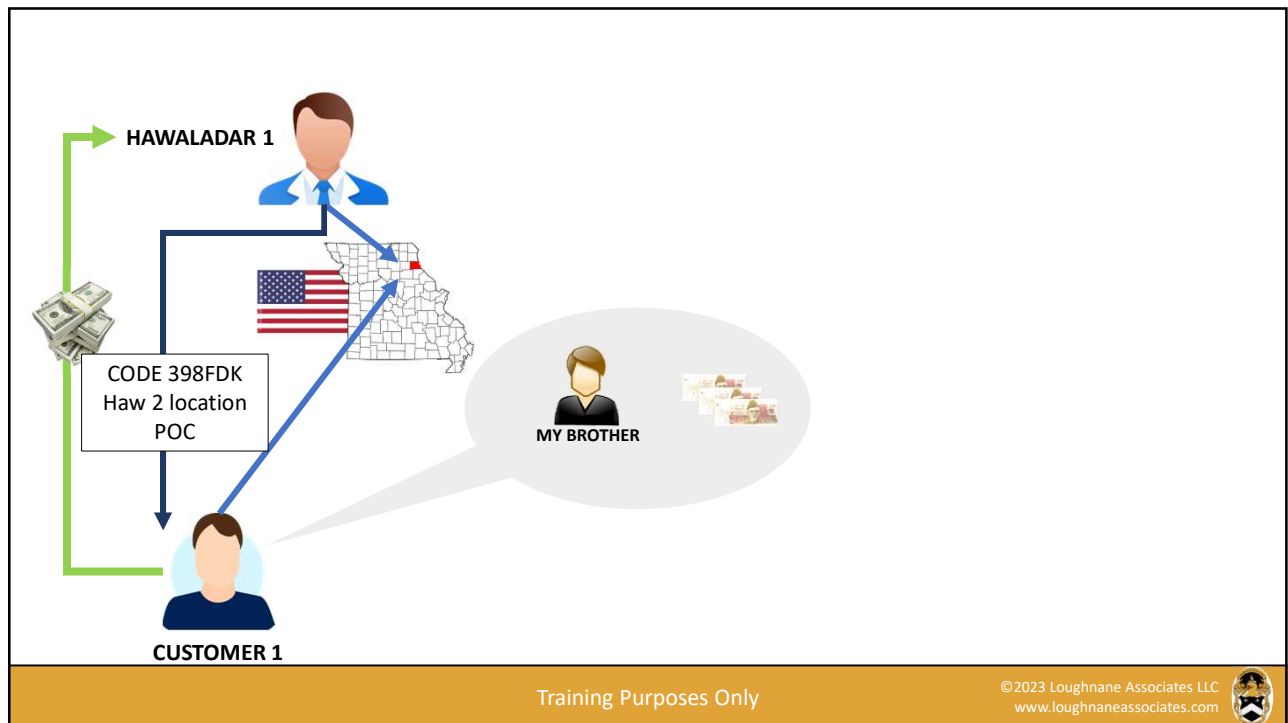 HAWALADAR 1
CODE 398FDK
Haw 2 location
POC
MY BROTHER
CUSTOMER 1
Training Purposes Only
©2023 Loughnane Associates LLC
www.loughnaneassociates.com